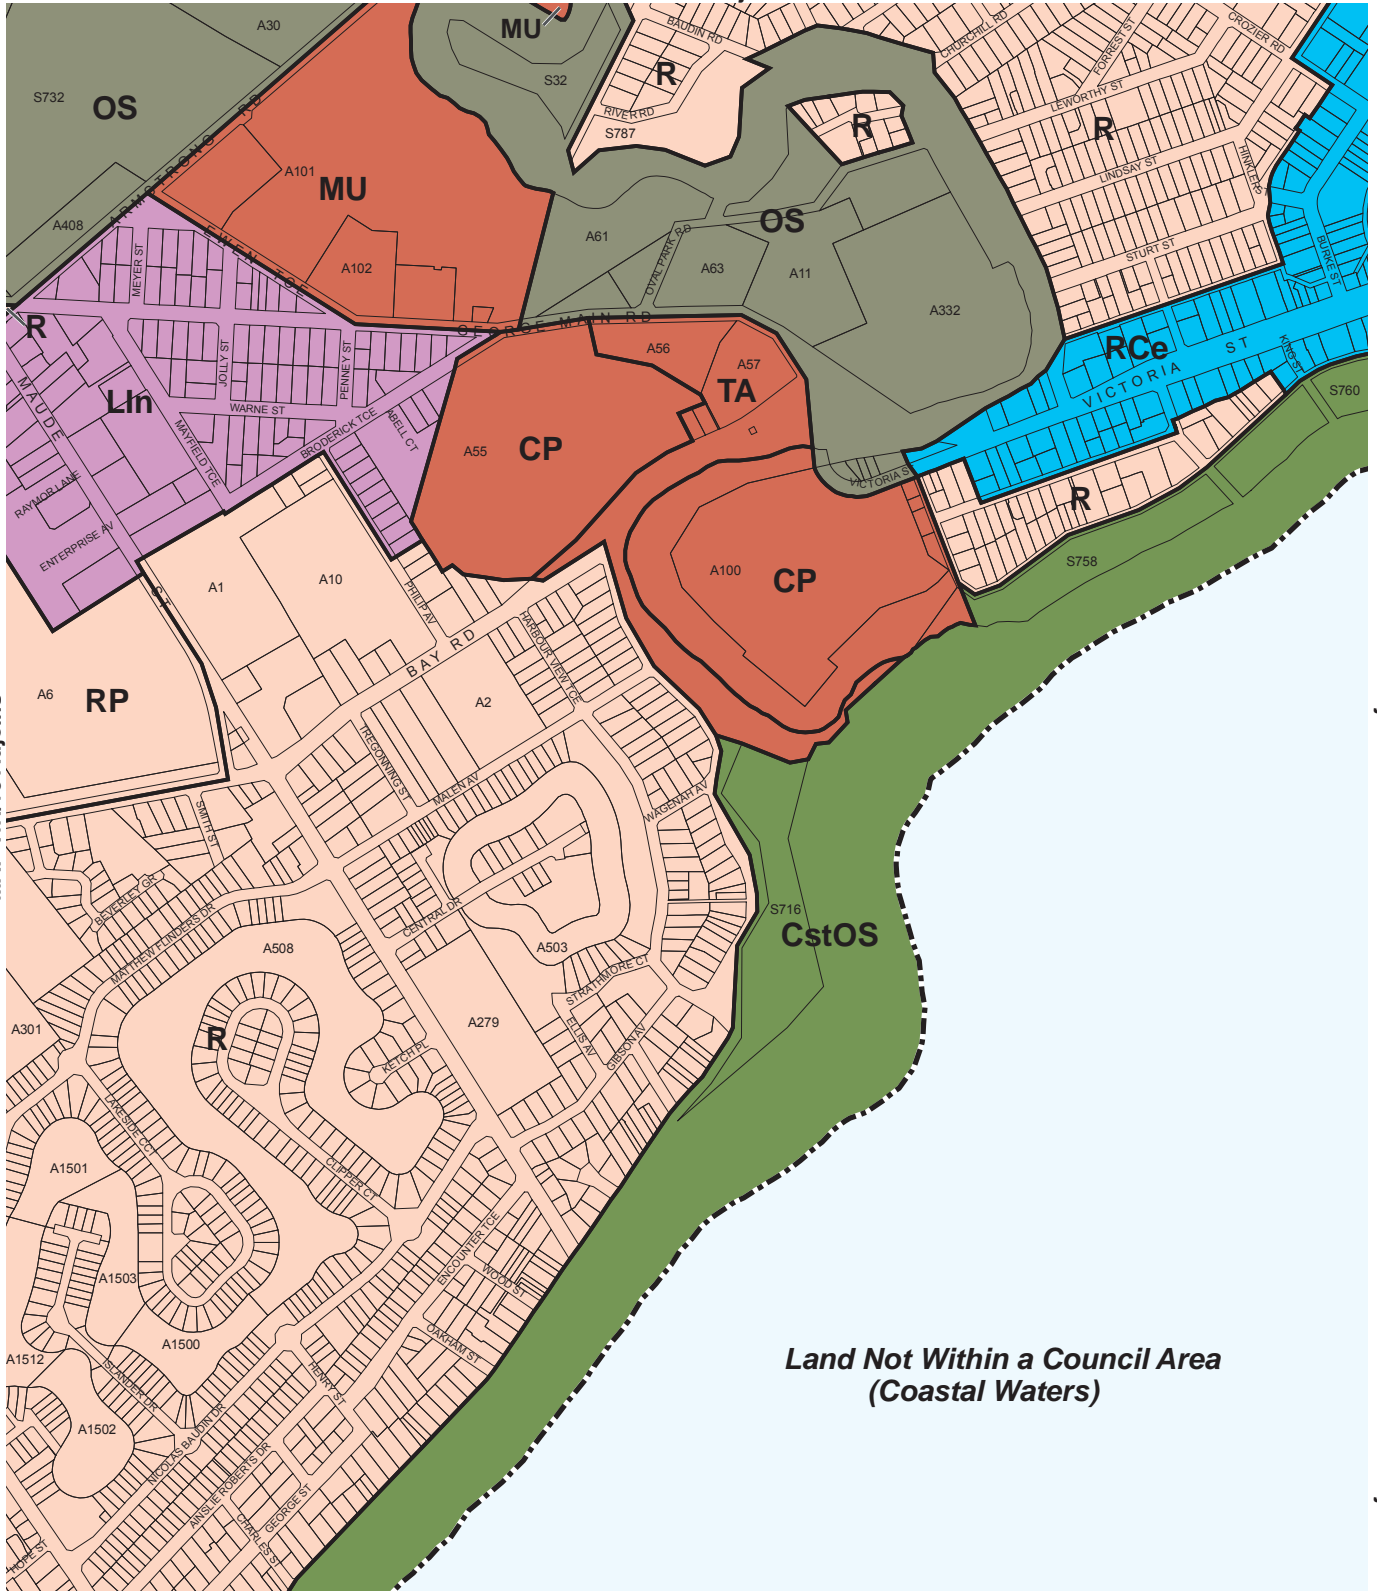 A30
MU
BAUDIN RD
CHURCHILL RD
FORREST ST
CROZIER RD
S732
OS
S32
R
RIVER RD
S787
LEWORTHY ST
R
R
ARMSTRONG RD
A101
MU
LINDSAY ST
HINKLER ST
A408
EWEN TCE
A61
OS
OVAL PARK RD
STURT ST
BURKE ST
MEYER ST
A102
A63
A11
A332
R
GEORGE MAIN RD
A56
A57
TA
RCe
VICTORIA ST
KING ST
S760
MAUDE ST
JOLLY ST
PENNEY ST
LIn
WARNE ST
BRODERICK TCE
ABELL CT
MAYFIELD TCE
A55
CP
VICTORIA S
RAYMOR LANE
ENTERPRISE AV
R
S758
A1
A10
A100
CP
PHILIP AV
BAY RD
HARBOUR VIEW TCE
A6
RP
A2
TREGONNING ST
MALEN AV
WAGENAH AV
SMITH ST
BEVERLEY GR
MATTHEW FLINDERS DR
CENTRAL DR
S716
CstOS
A508
A503
STRATHMORE CT
A301
R
A279
ELLIS AV
GIBSON AV
KETCH PL
LAKESIDE CCT
A1501
CLIPPER CT
ENCOUNTER TCE
WOOD ST
A1503
A1500
OAKHAM ST
A1512
ISLANDER DR
HENRY ST
Land Not Within a Council Area
(Coastal Waters)
A1502
NICOLAS BAUDIN DR
AINSLIE ROBERTS DR
GEORGE ST
CHARLES ST
HOPE ST